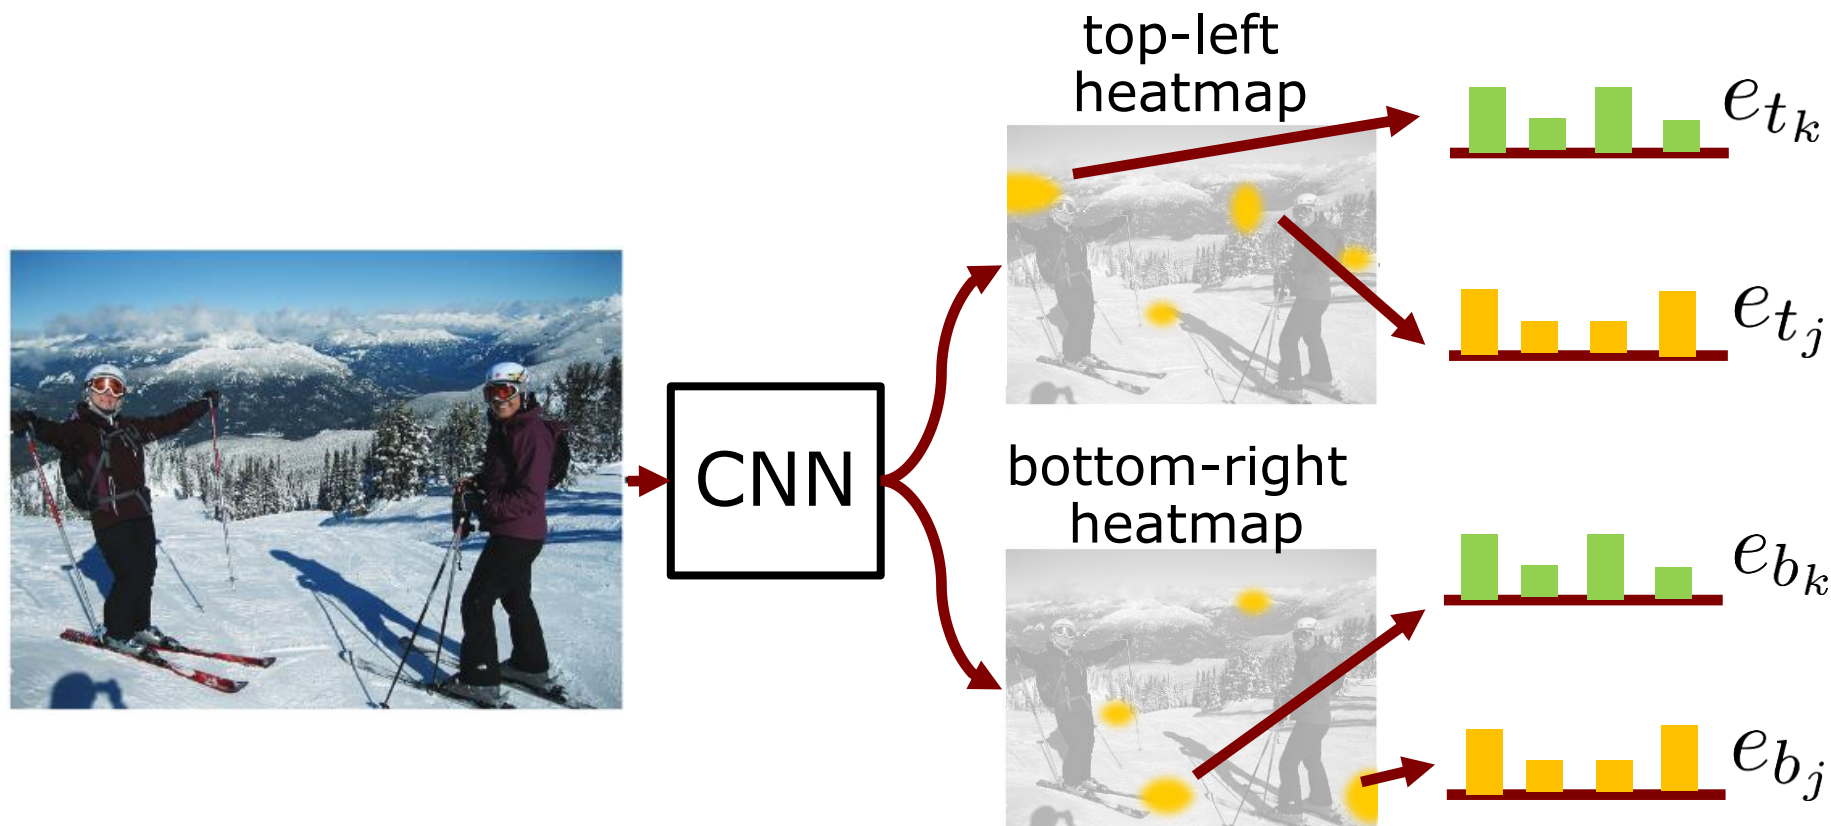 top-left
heatmap
e_{t_k}
e_{t_j}
CNN
bottom-right
heatmap
e_{b_k}
e_{b_j}